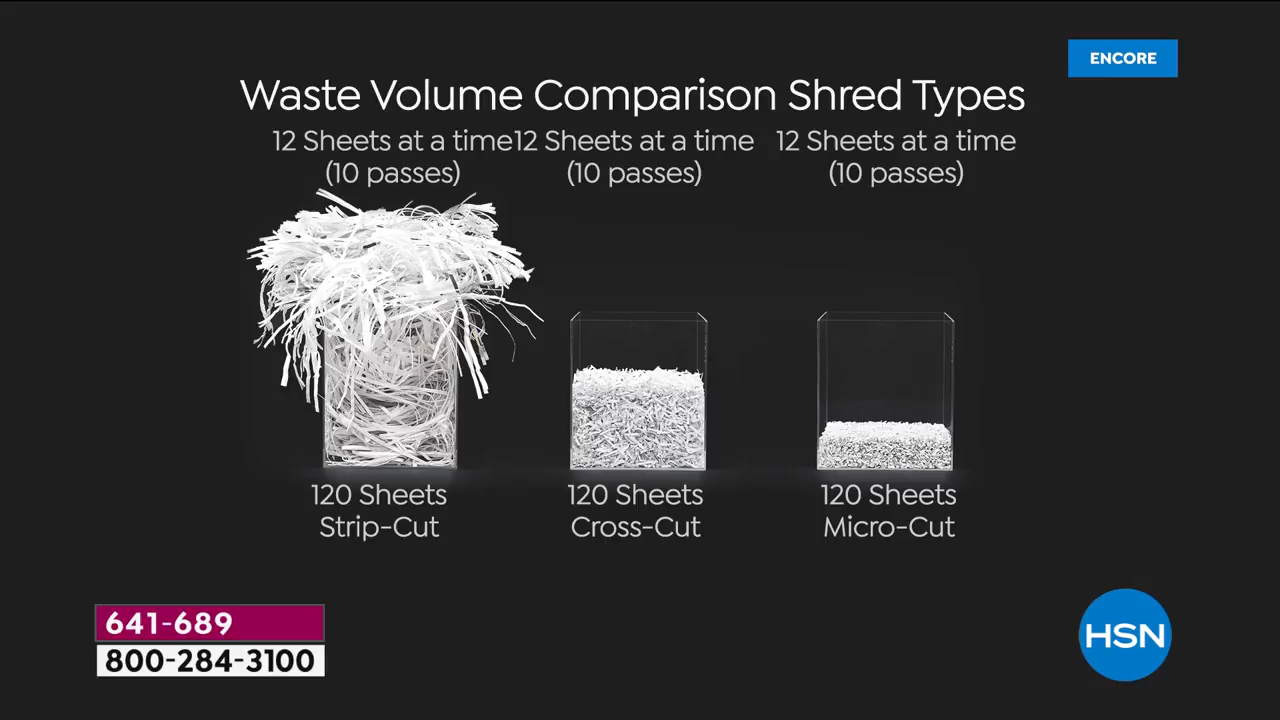 ENCORE
Waste Volume Comparison Shred Types
12 Sheets at a time 12 Sheets at a time 12 Sheets at a time
(10 passes) (10 passes) (10 passes)
120 Sheets 120 Sheets 120 Sheets
Strip-Cut Cross-Cut Micro-Cut
641-689
800-284-3100
HSN